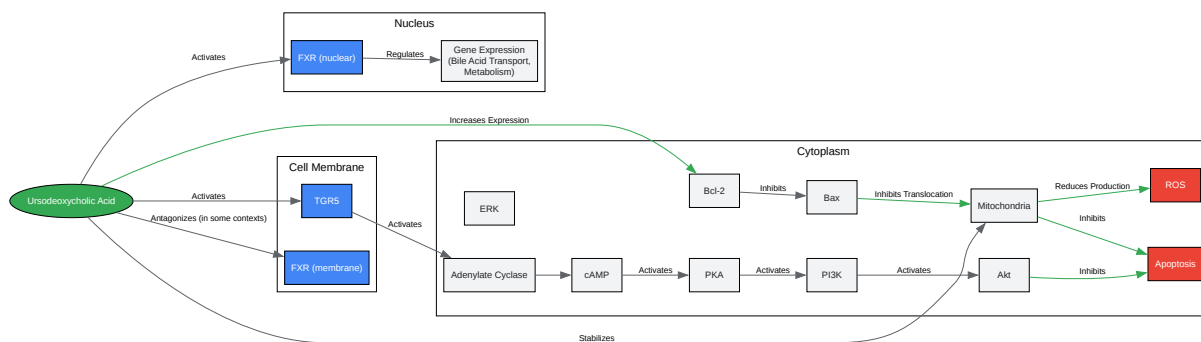 Nucleus
Activates
FXR (nuclear)
Regulates
Gene Expression
(Bile Acid Transport,
Metabolism)
Increases Expression
Cytoplasm
Cell Membrane
Ursodeoxycholic Acid
Activates
TGR5
Antagonizes (in some contexts)
Activates
FXR (membrane)
ERK
Bcl-2
Inhibits
Bax
Inhibits Translocation
Mitochondria
Reduces Production
ROS
Inhibits
Adenylate Cyclase
cAMP
Activates
PKA
Activates
PI3K
Activates
Akt
Inhibits
Apoptosis
Stabilizes